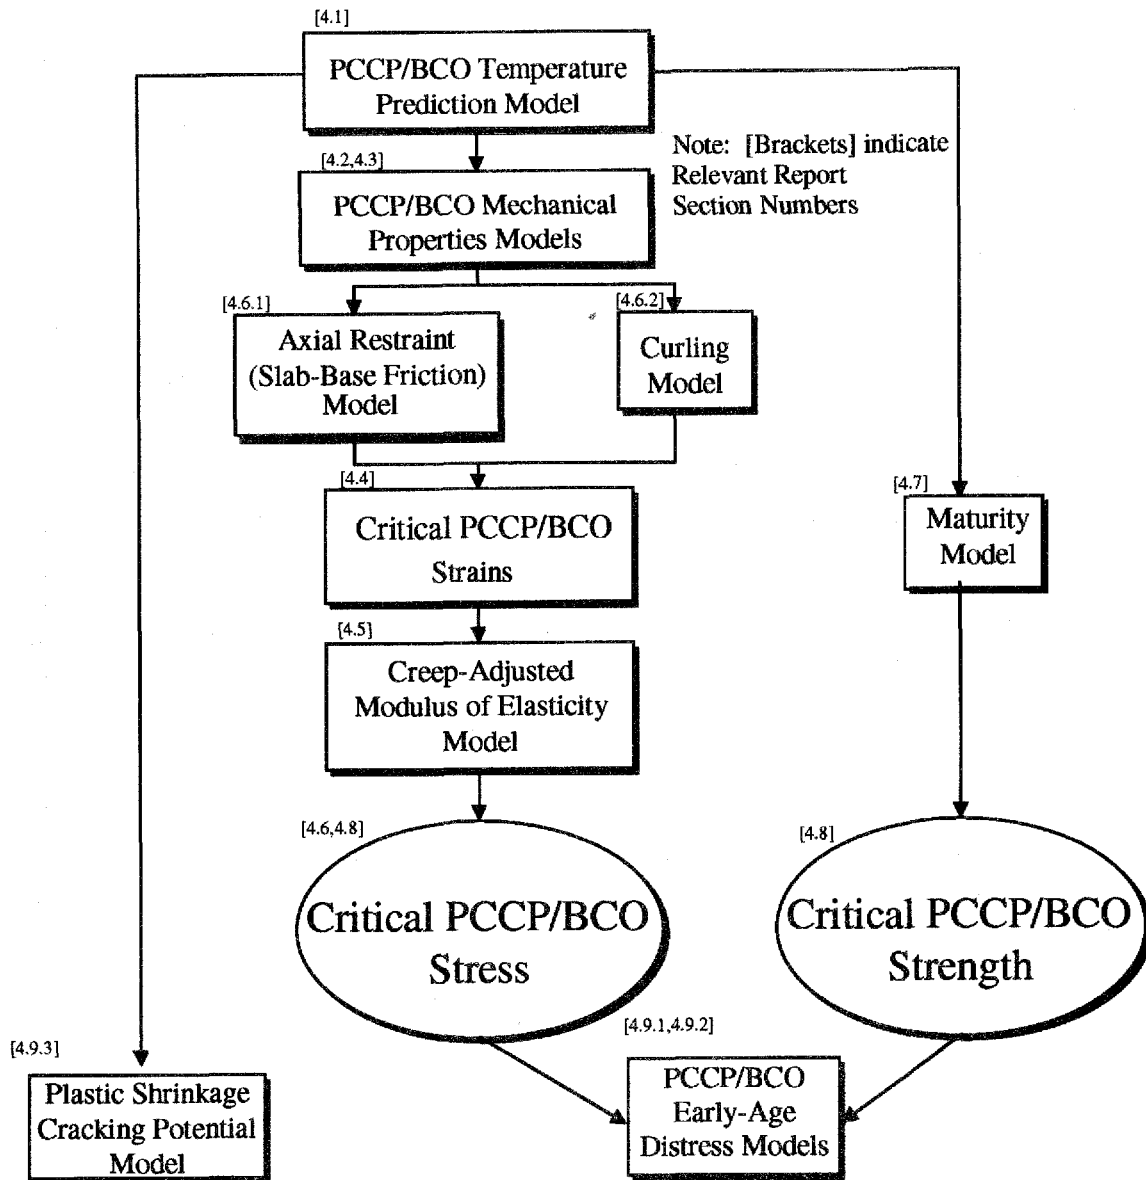 [4.1]
PCCP/BCO Temperature
Prediction Model
Note: [Brackets] indicate
Relevant Report
Section Numbers
[4.2,4.3]
PCCP/BCO Mechanical
Properties Models
[4.6.1]
Axial Restraint
(Slab-Base Friction)
Model
[4.6.2]
Curling
Model
[4.4]
Critical PCCP/BCO
Strains
[4.7]
Maturity
Model
[4.5]
Creep-Adjusted
Modulus of Elasticity
Model
[4.6,4.8]
Critical PCCP/BCO
Stress
[4.8]
Critical PCCP/BCO
Strength
[4.9.3]
Plastic Shrinkage
Cracking Potential
Model
[4.9.1,4.9.2]
PCCP/BCO
Early-Age
Distress Models